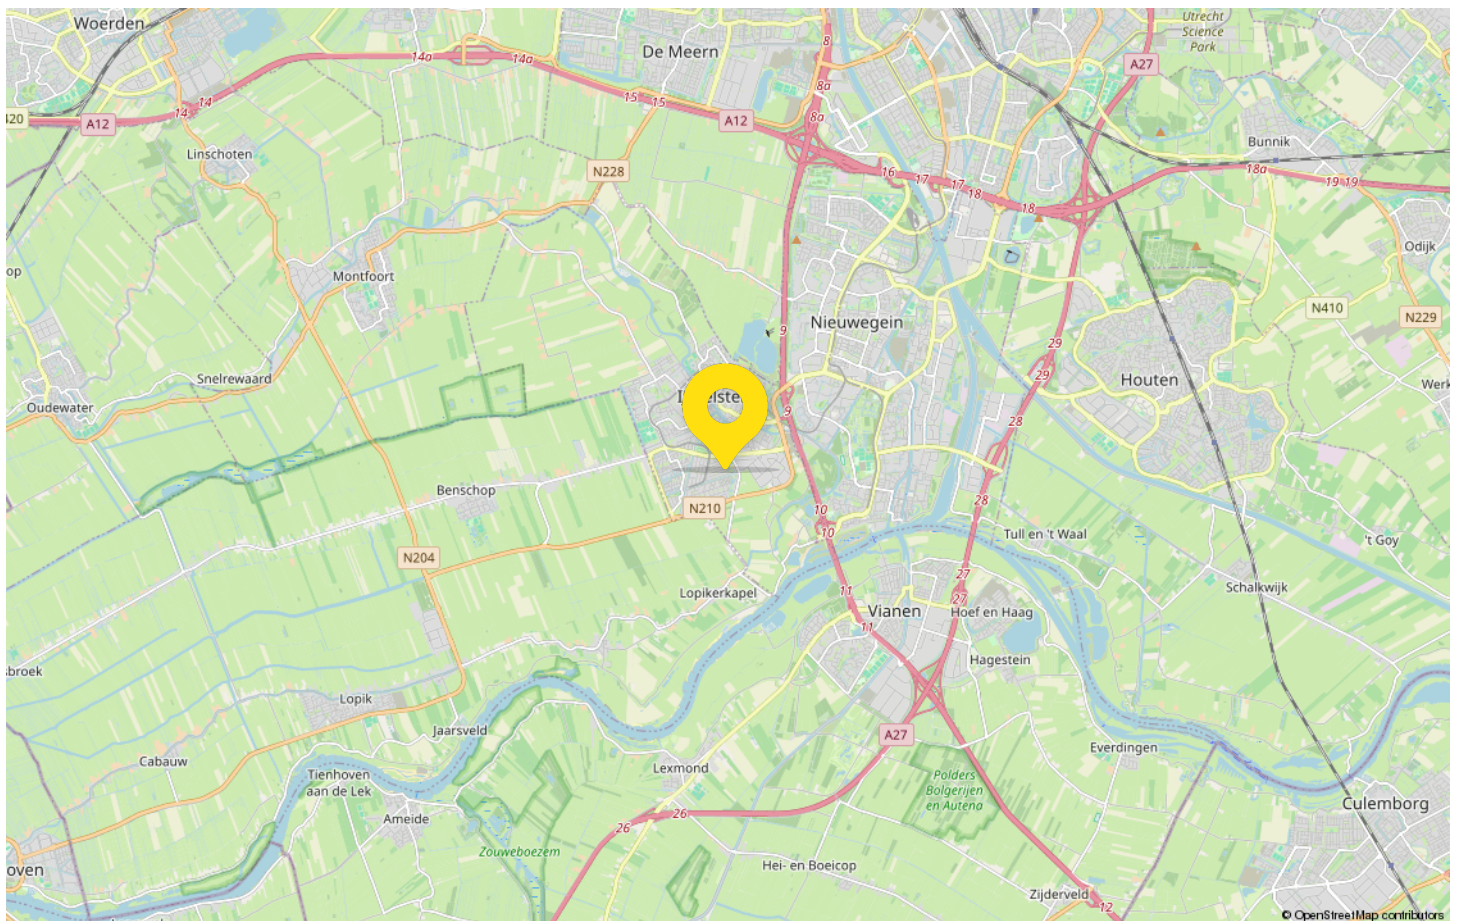 Woerden
De Meern
Utrecht
Science
Park
8
14a
14a
A27
8a
15
15
14
14
420
A12
A12
8a
Bunnik
Linschoten
N228
16
17
17
18
18
18a
19 19
Odijk
op
Montfoort
N410
N229
Nieuwegein
9
29
29
Snelrewaard
Houten
Werk
Oudewater
9
28
Benschop
28
N210
10
10
Tull en 't Waal
't Goy
N204
27
27
Schalkwijk
Lopikerkapel
11
Vianen
Hoef en Haag
11
Hagestein
sbroek
Lopik
Jaarsveld
A27
Everdingen
Cabauw
Tienhoven
aan de Lek
Lexmond
Polders
Bolgerijen
en Autena
Culemborg
Ameide
26
26
Zouweboezem
Hei- en Boeicop
oven
Zijderveld
12
© OpenStreetMap contributors